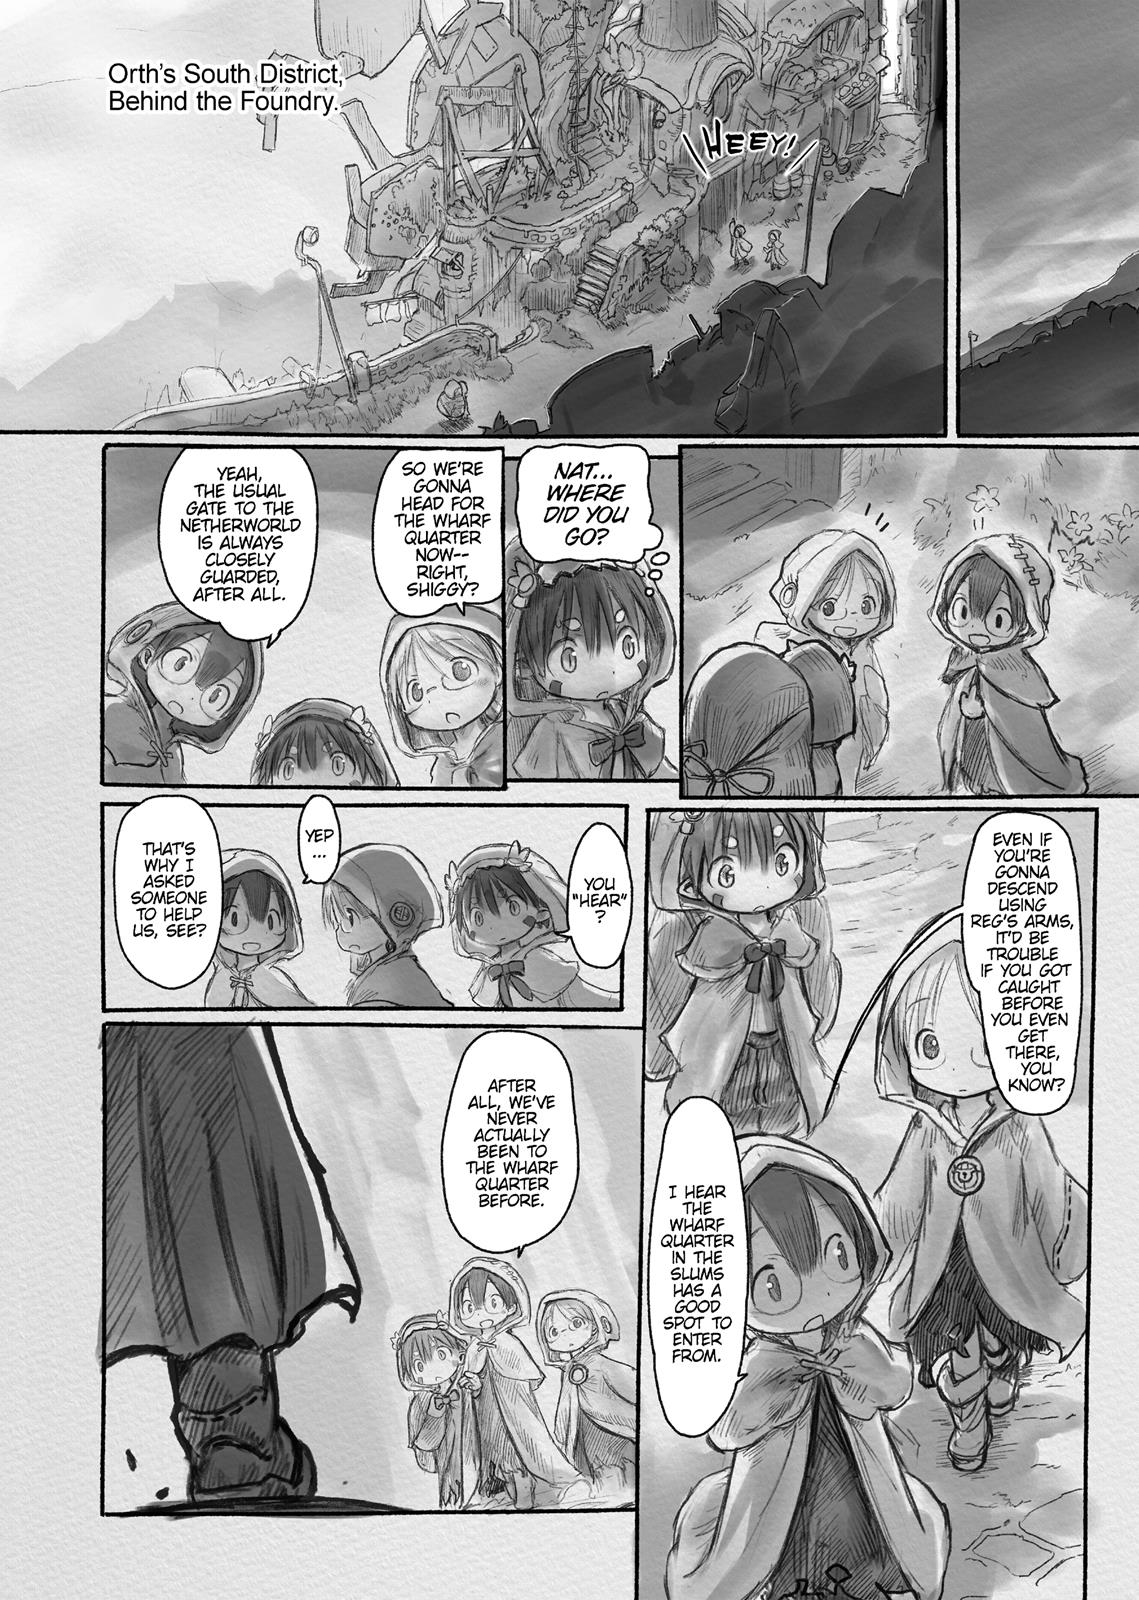 Orth's South District,
Behind the Foundry.
HEEY!
NAT...
WHERE
DID YOU
GO?
SO WE'RE
GONNA
HEAD FOR
THE WHARF
QUARTER
NOW--
RIGHT,
SHIGGY?
YEAH,
THE USUAL
GATE TO THE
NETHERWORLD
IS ALWAYS
CLOSELY
GUARDED,
AFTER ALL.
EVEN IF
YOU'RE
GONNA
DESCEND
USING
REG'S ARMS,
IT'D BE
TROUBLE
IF YOU GOT
CAUGHT
BEFORE
YOU EVEN
GET
THERE,
YOU
KNOW?
I HEAR
THE
WHARF
QUARTER
IN THE
SLUMS
HAS A
GOOD
SPOT TO
ENTER
FROM.
YOU
"HEAR"
?
YEP
...
THAT'S
WHY I
ASKED
SOMEONE
TO HELP
US, SEE?
AFTER
ALL, WE'VE
NEVER
ACTUALLY
BEEN TO
THE WHARF
QUARTER
BEFORE.